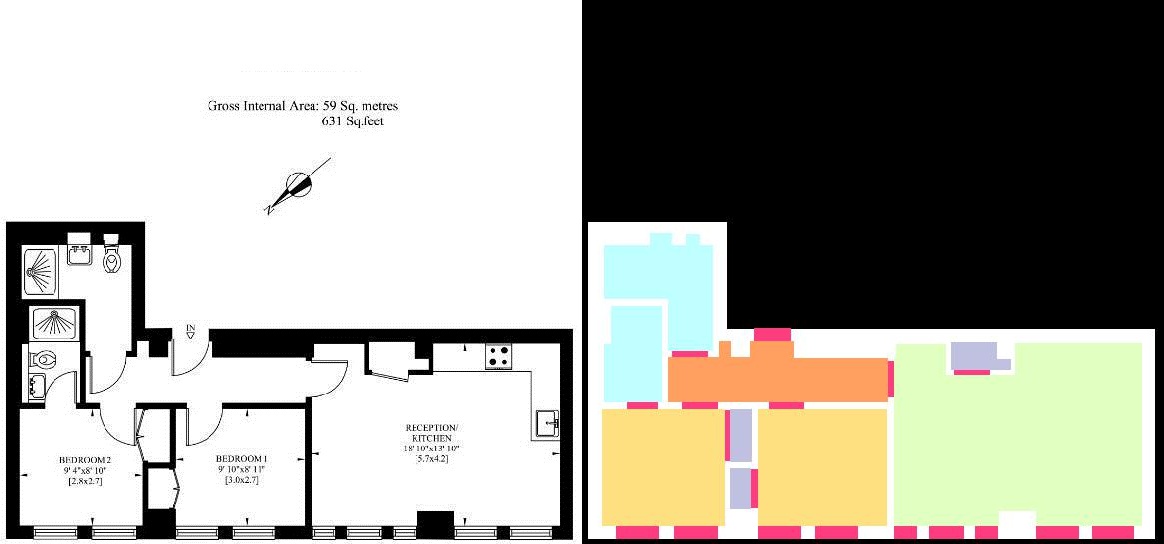 Gross Internal Area: 59 Sq. metres
631 Sq.feet
N
IN
BEDROOM 2
9' 4"x8' 10"
[2.8x2.7]
BEDROOM 1
9' 10"x8' 11"
[3.0x2.7]
RECEPTION/
KITCHEN
18' 10"x13' 10"
[5.7x4.2]